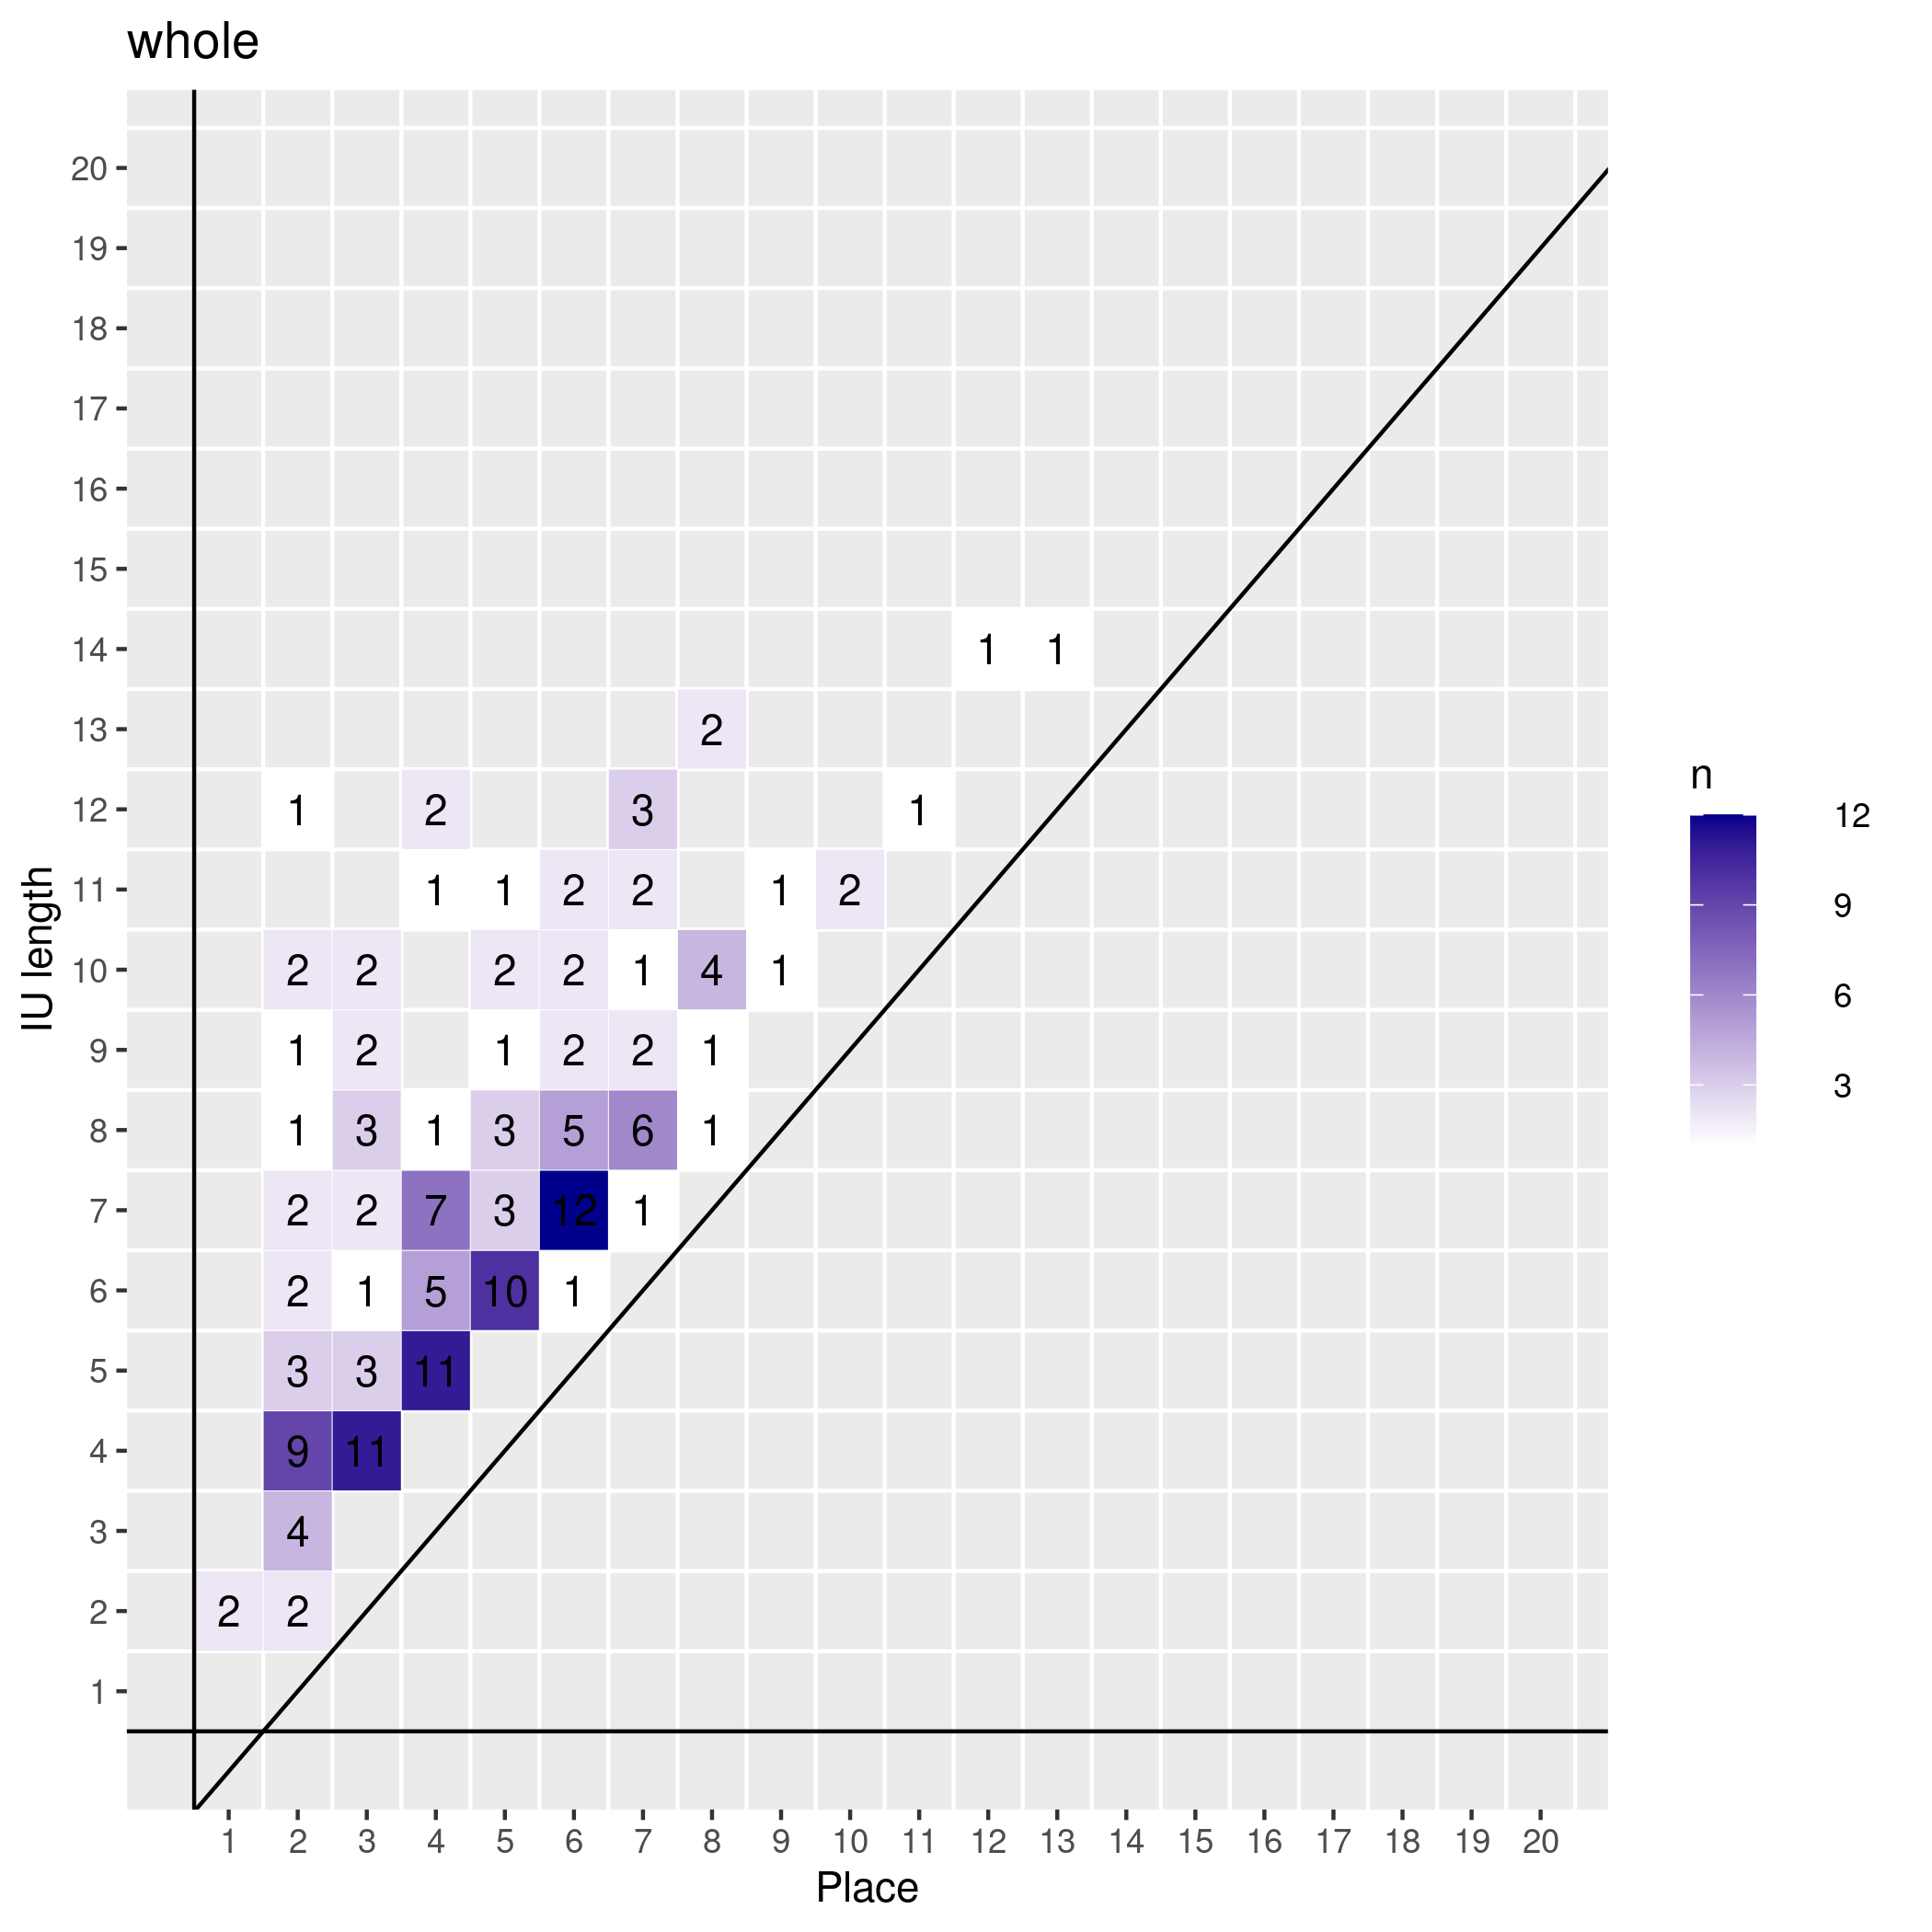 whole
20
19
18
17
16
15
14 1 1
13 2
12 1 2 3 1
11 1 1 2 2 1 2
10 2 2 2 2 1 4 1
9 1 2 1 2 2 1
8 1 3 1 3 5 6 1
7 2 2 7 3 12 1
6 2 1 5 10 1
5 3 3 11
4 9 11
3 4
2 2 2
1
1 2 3 4 5 6 7 8 9 10 11 12 13 14 15 16 17 18 19 20
Place
IU length
n
12
9
6
3